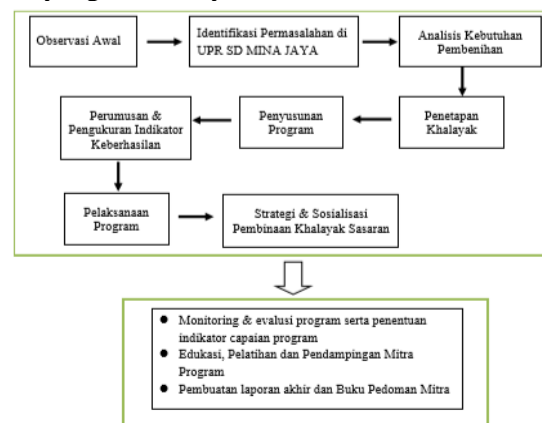 Observasi Awal
Identifikasi Permasalahan di
UPR SD MINA JAYA
Analisis Kebutuhan
Pembenihan
Penetapan
Khalayak
Penyusunan
Program
Perumusan &
Pengukuran Indikator
Keberhasilan
Pelaksanaan
Program
Strategi & Sosialisasi
Pembinaan Khalayak Sasaran
● Monitoring & evalusi program serta penentuan
indikator capaian program
● Edukasi, Pelatihan dan Pendampingan Mitra
Program
● Pembuatan laporan akhir dan Buku Pedoman Mitra